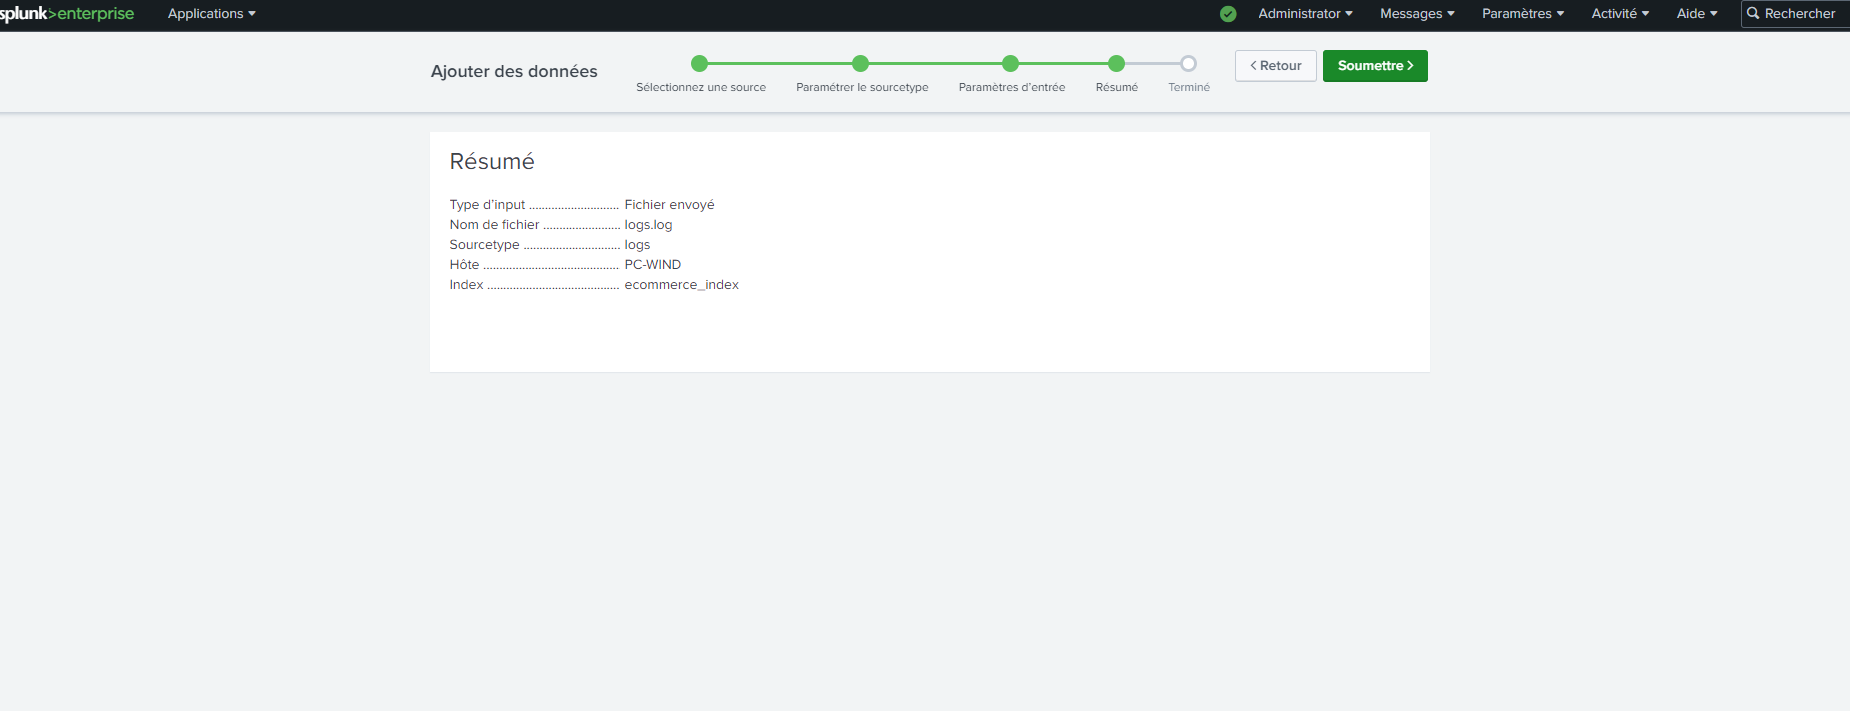 splunk>enterprise Applications Administrator Messages Paramètres Activité Aide Rechercher
Ajouter des données
Sélectionnez une source Paramétrer le sourcetype Paramètres d'entrée Résumé Terminé
< Retour Soumettre >
Résumé
Type d'input ............................ Fichier envoyé
Nom de fichier ........................ logs.log
Sourcetype .............................. logs
Hôte .......................................... PC-WIND
Index ......................................... ecommerce_index